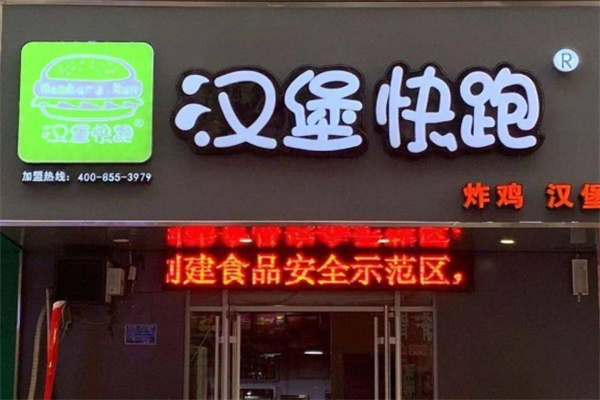 Hamburg Run
汉堡快跑®
加盟热线：400-855-3979
汉堡快跑
®
炸鸡 汉堡
创建食品安全示范区，